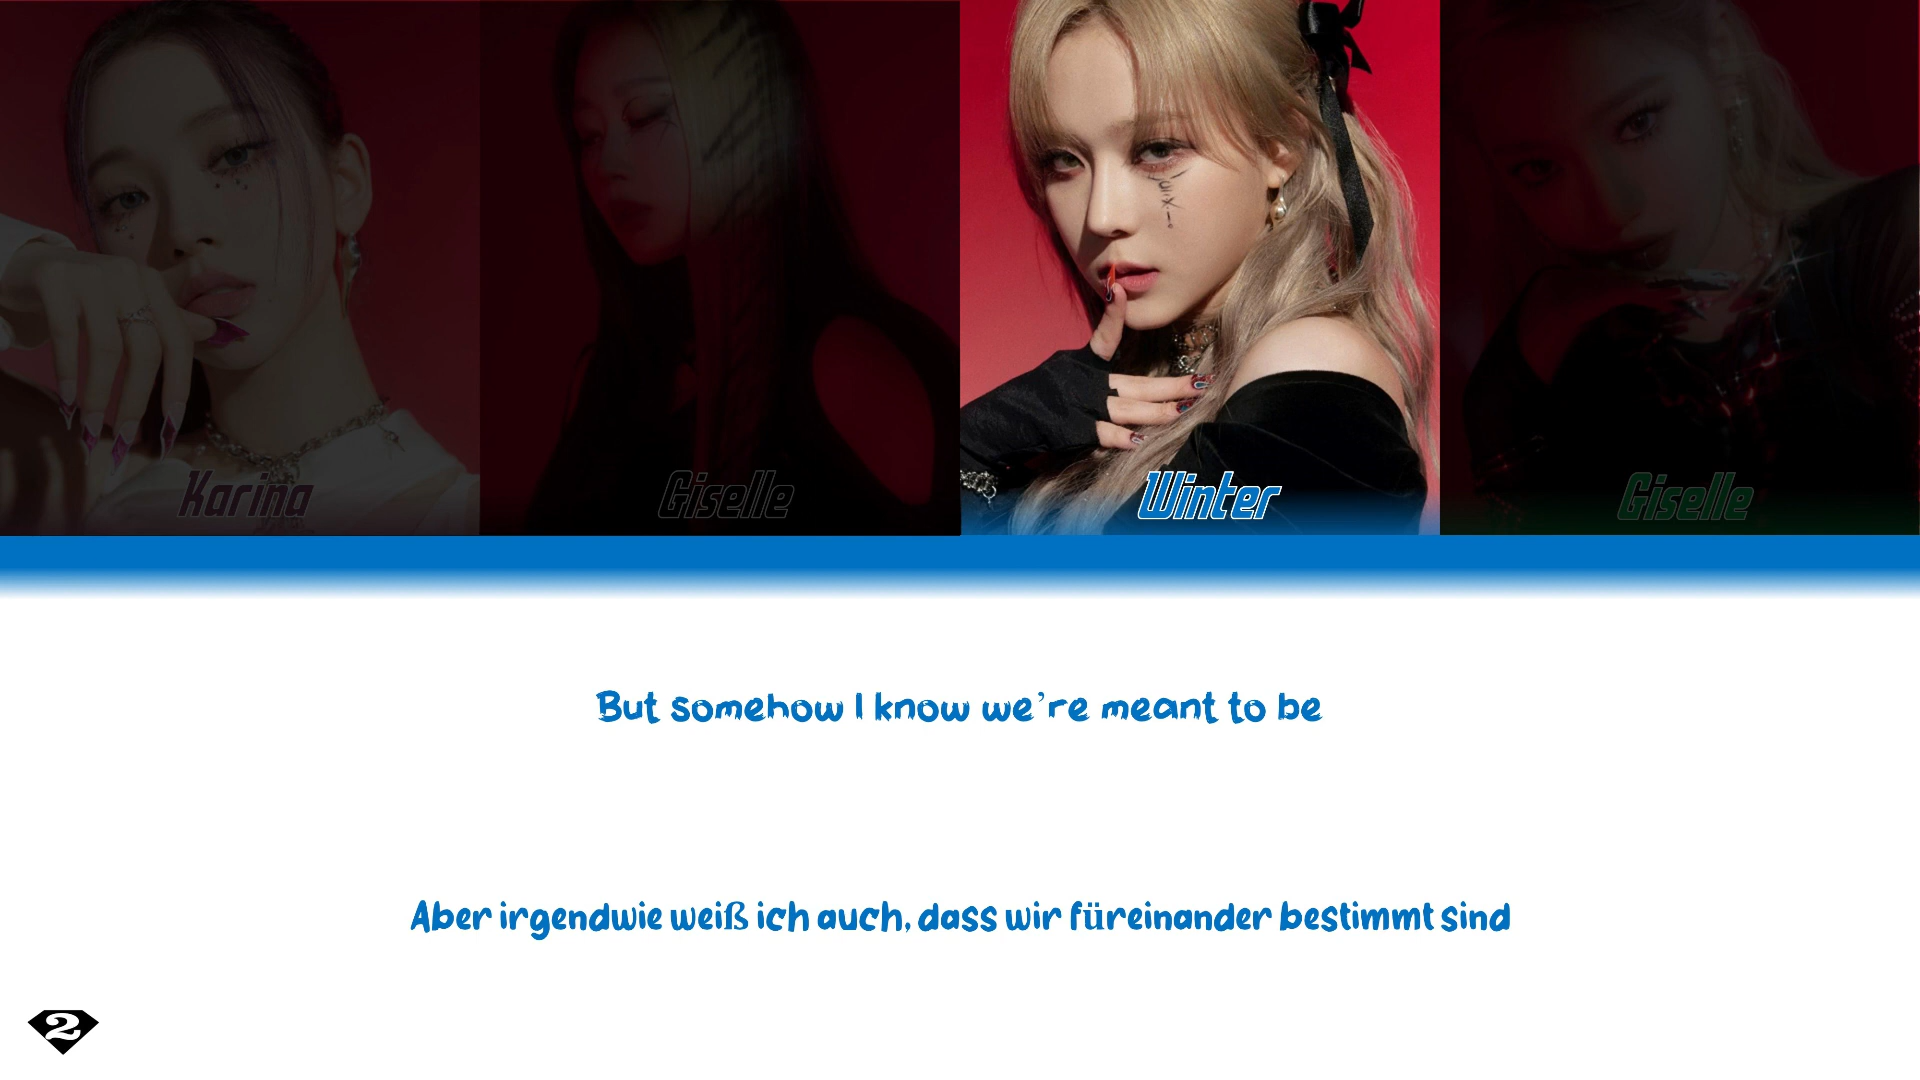 Karina Giselle Winter Giselle
But somehow I know we're meant to be
Aber irgendwie weiß ich auch, dass wir füreinander bestimmt sind
2